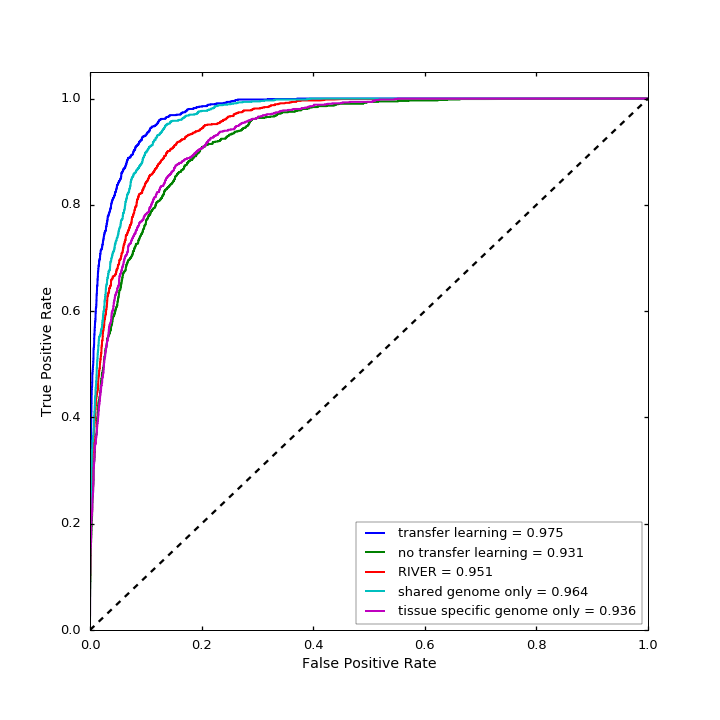 1.0
0.8
0.6
0.4
0.2
0.0
True Positive Rate
0.0 0.2 0.4 0.6 0.8 1.0
False Positive Rate
transfer learning = 0.975
no transfer learning = 0.931
RIVER = 0.951
shared genome only = 0.964
tissue specific genome only = 0.936